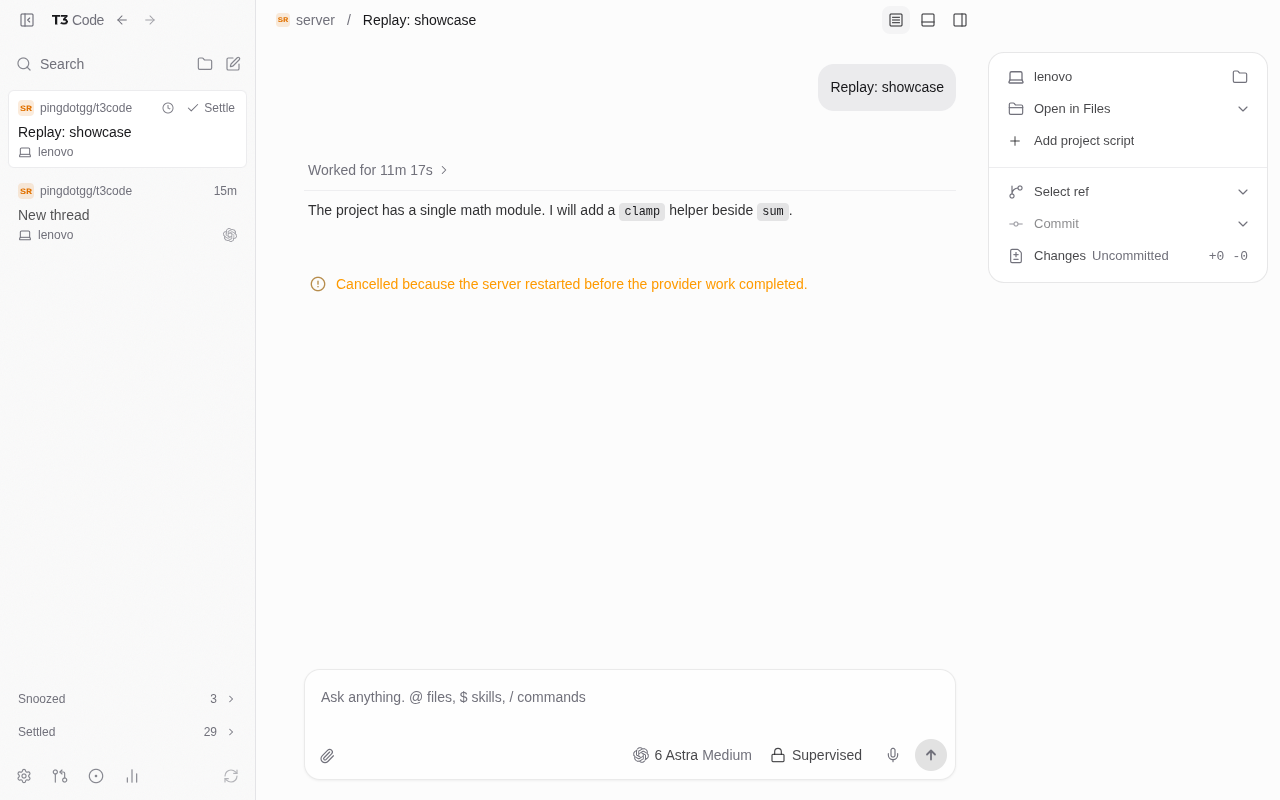 T3 Code
Search
SR pingdotgg/t3code Settle
Replay: showcase
lenovo
SR pingdotgg/t3code 15m
New thread
lenovo
Snoozed 3
Settled 29
SR server / Replay: showcase
Replay: showcase
Worked for 11m 17s
The project has a single math module. I will add a clamp helper beside sum.
Cancelled because the server restarted before the provider work completed.
Ask anything. @ files, $ skills, / commands
6 Astra Medium Supervised
lenovo
Open in Files
Add project script
Select ref
Commit
Changes Uncommitted +0 -0